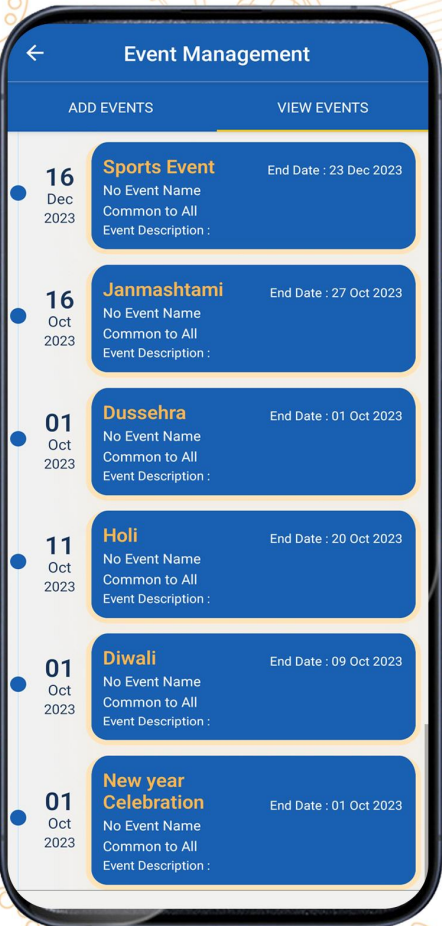 Event Management
ADD EVENTS
VIEW EVENTS
16
Dec
2023
Sports Event
End Date : 23 Dec 2023
No Event Name
Common to All
Event Description :
16
Oct
2023
Janmashtami
End Date : 27 Oct 2023
No Event Name
Common to All
Event Description :
01
Oct
2023
Dussehra
End Date : 01 Oct 2023
No Event Name
Common to All
Event Description :
11
Oct
2023
Holi
End Date : 20 Oct 2023
No Event Name
Common to All
Event Description :
01
Oct
2023
Diwali
End Date : 09 Oct 2023
No Event Name
Common to All
Event Description :
01
Oct
2023
New year
Celebration
End Date : 01 Oct 2023
No Event Name
Common to All
Event Description :